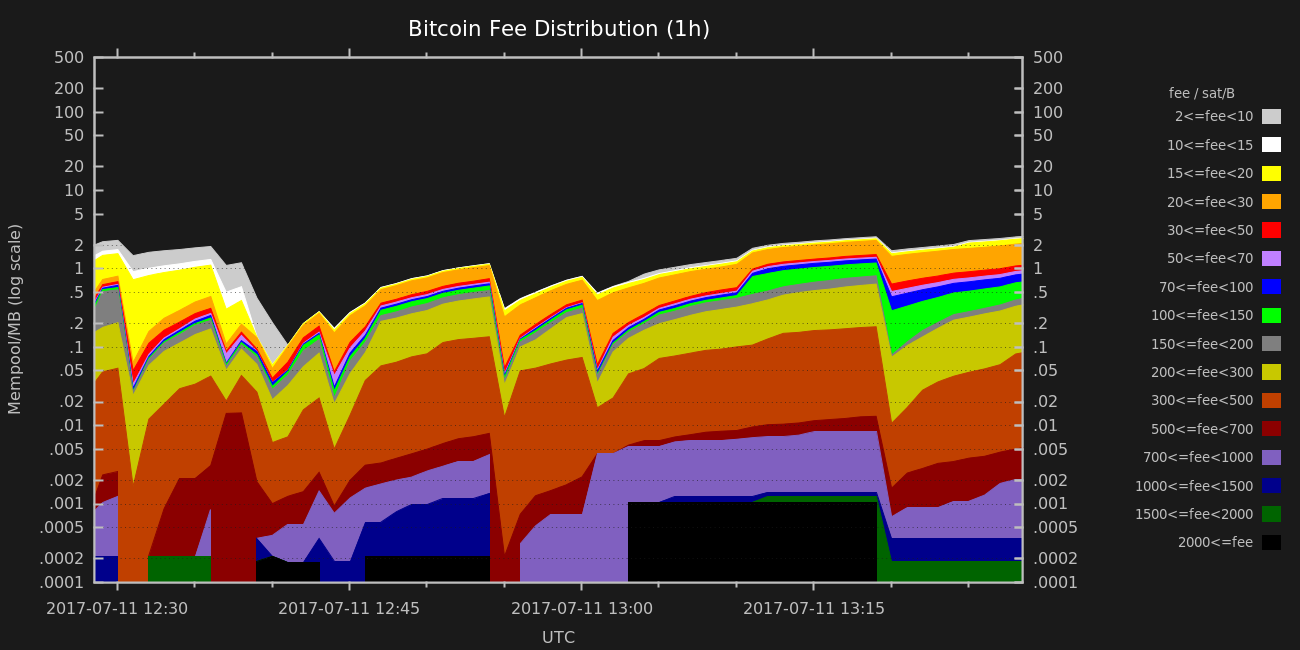 Bitcoin Fee Distribution (1h)
Mempool/MB (log scale)
500
200
100
50
20
10
5
2
1
.5
.2
.1
.05
.02
.01
.005
.002
.001
.0005
.0002
.0001
500
200
100
50
20
10
5
2
1
.5
.2
.1
.05
.02
.01
.005
.002
.001
.0005
.0002
.0001
2017-07-11 12:30
2017-07-11 12:45
2017-07-11 13:00
2017-07-11 13:15
UTC
fee / sat/B
2<=fee<10
10<=fee<15
15<=fee<20
20<=fee<30
30<=fee<50
50<=fee<70
70<=fee<100
100<=fee<150
150<=fee<200
200<=fee<300
300<=fee<500
500<=fee<700
700<=fee<1000
1000<=fee<1500
1500<=fee<2000
2000<=fee